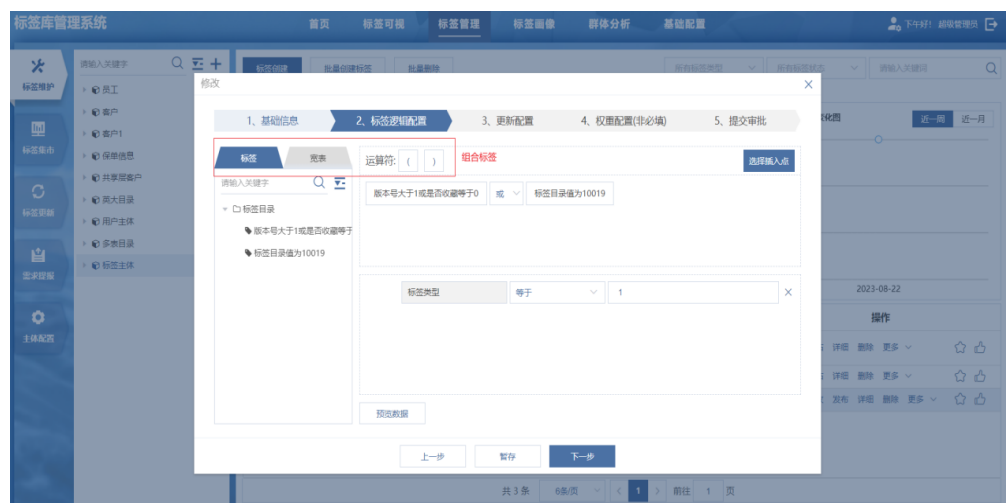 标签库管理系统
首页 标签可视 标签管理 标签画像 群体分析 基础配置
下午好! 超级管理员
标签维护
标签集市
标签更新
需求提报
主体配置
请输入关键字
员工
客户
客户1
保单信息
共享层客户
英大目录
用户主体
多表目录
标签主体
标签创建 批量创建标签 批量删除
所有标签类型 所有标签状态 请输入关键词
修改
1、基础信息 2、标签逻辑配置 3、更新配置 4、权重配置(非必填) 5、提交审批
标签 宽表 运算符: ( ) 组合标签 选择插入点
请输入关键字
标签目录
版本号大于1或是否收藏等于
标签目录值为10019
版本号大于1或是否收藏等于0 或 标签目录值为10019
标签类型 等于 1
预览数据
上一步 暂存 下一步
化图 近一周 近一月
2023-08-22
操作
详细 删除 更多
详细 删除 更多
发布 详细 删除 更多
共 3 条 6条/页 1 前往 1 页